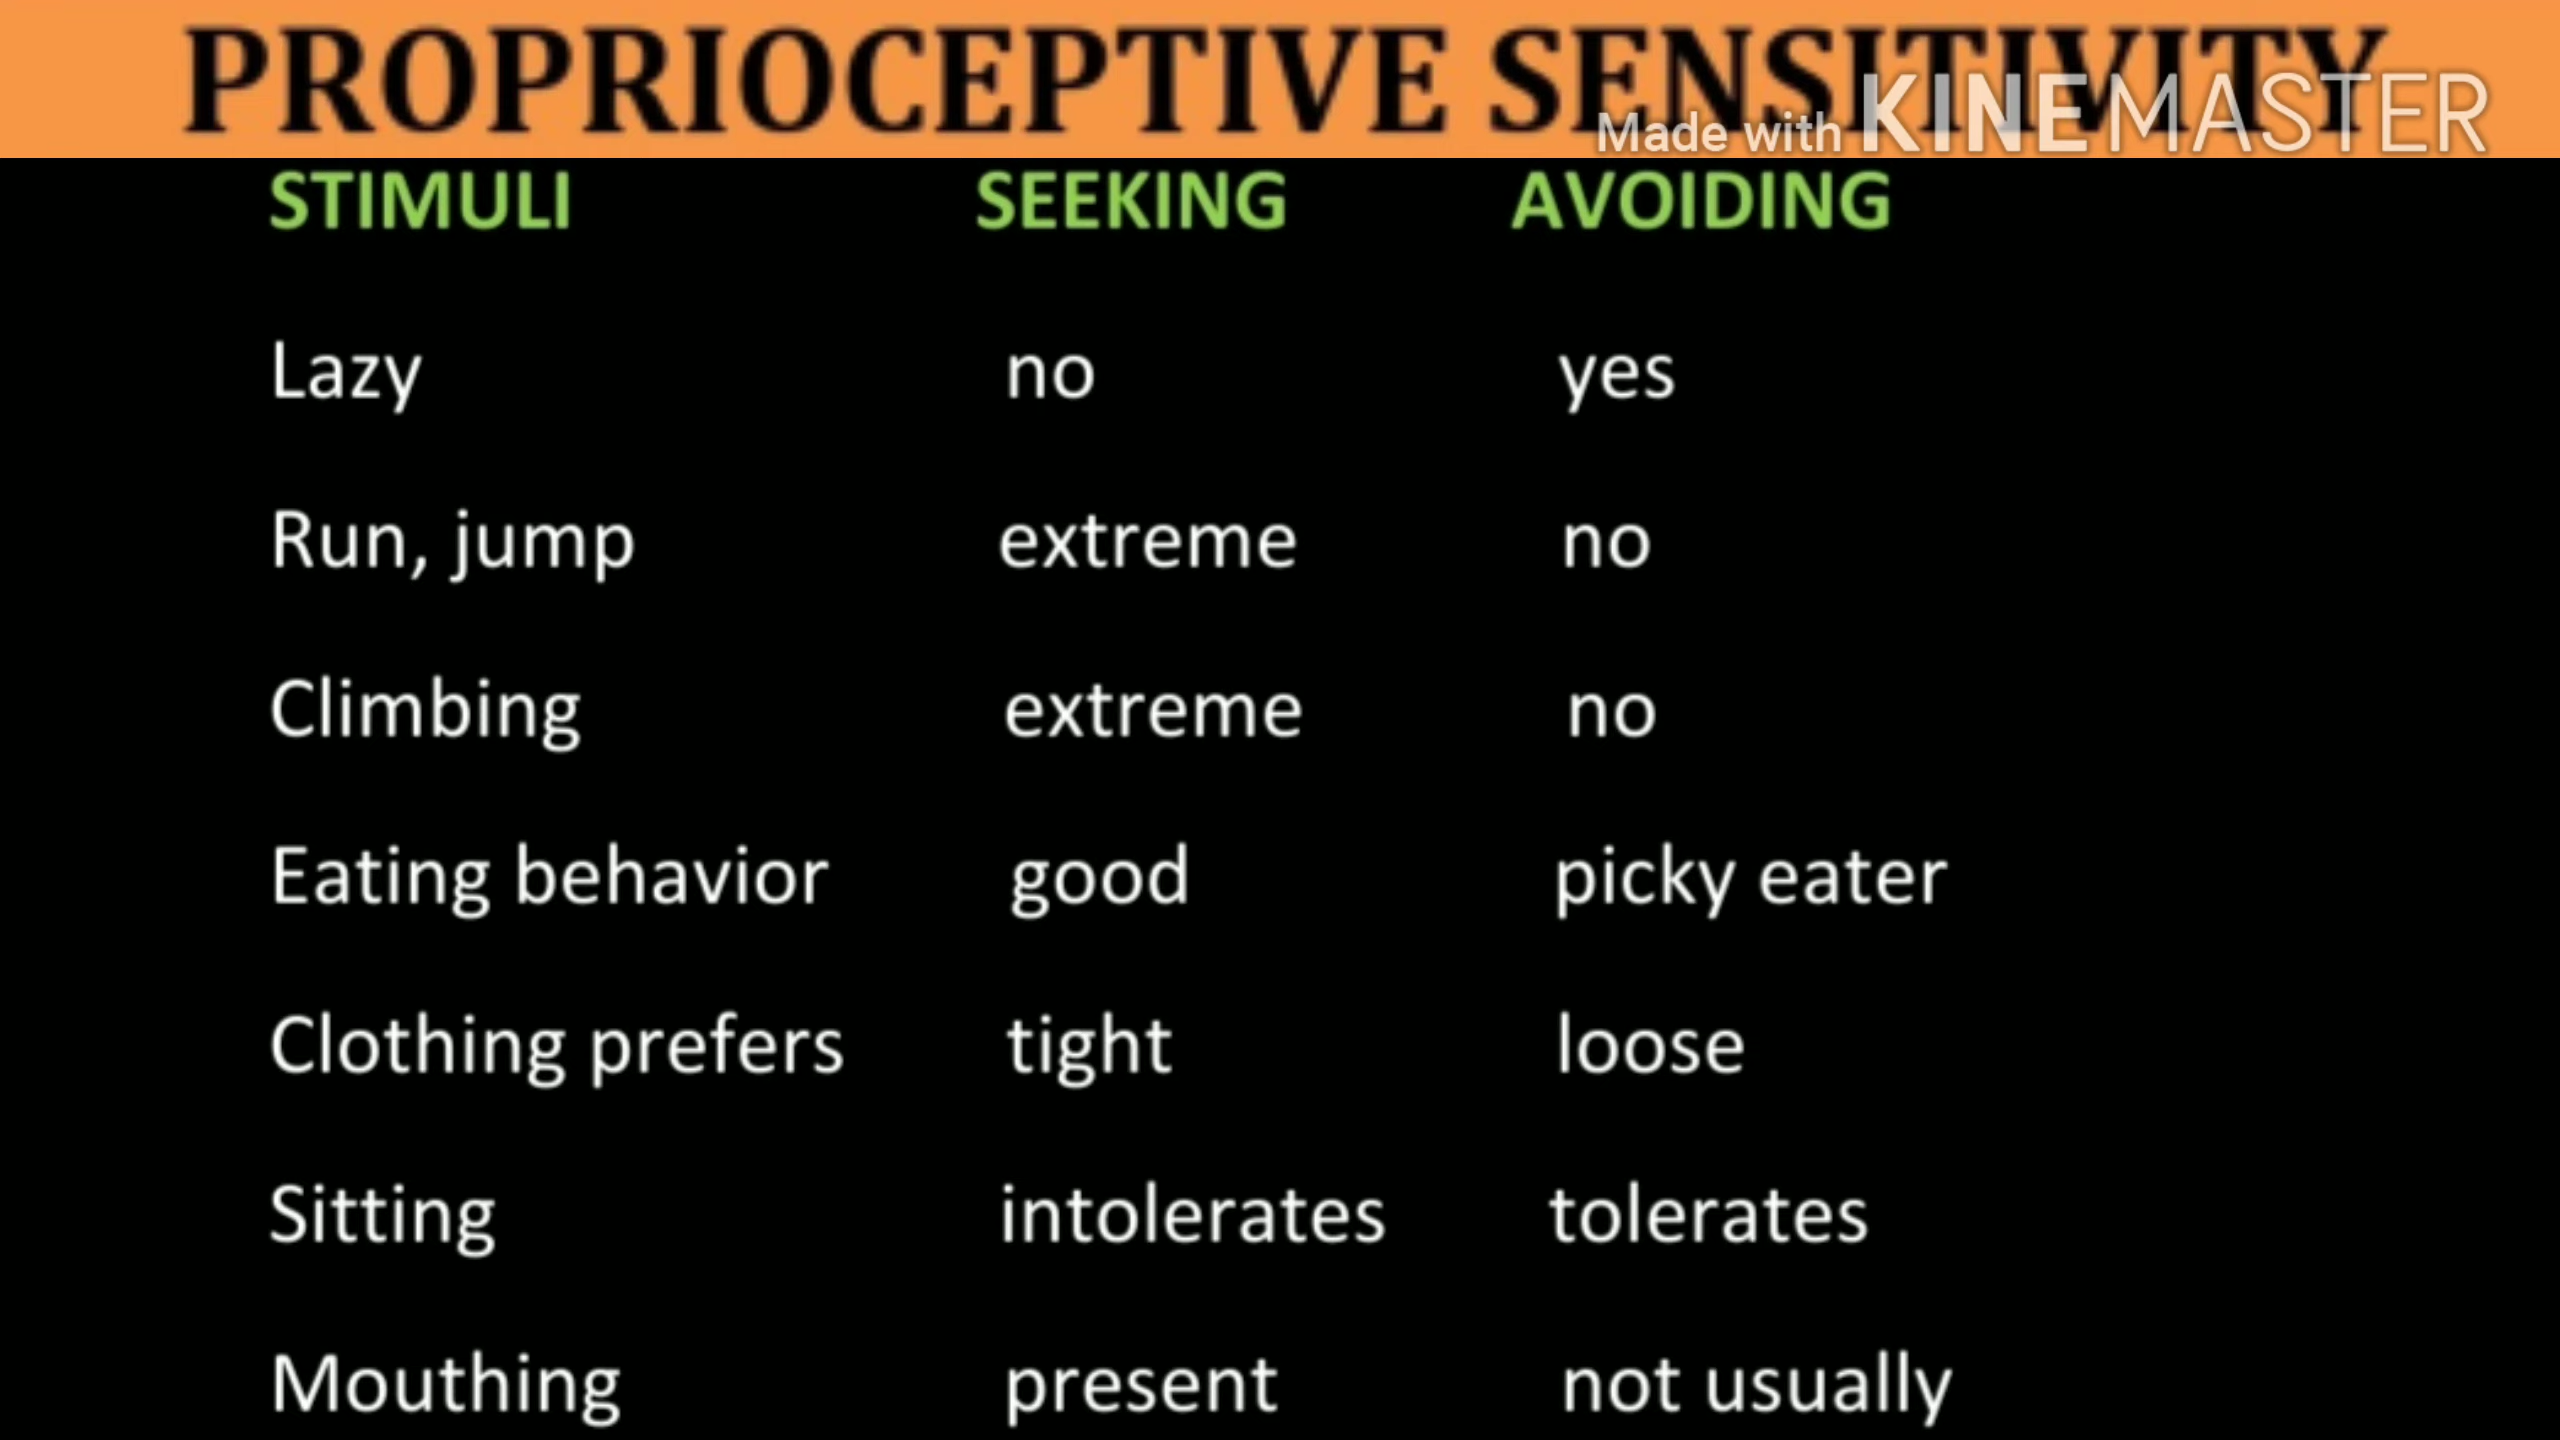 PROPRIOCEPTIVE SENSITIVITY
Made with KINEMASTER
STIMULI SEEKING AVOIDING
Lazy no yes
Run, jump extreme no
Climbing extreme no
Eating behavior good picky eater
Clothing prefers tight loose
Sitting intolerates tolerates
Mouthing present not usually